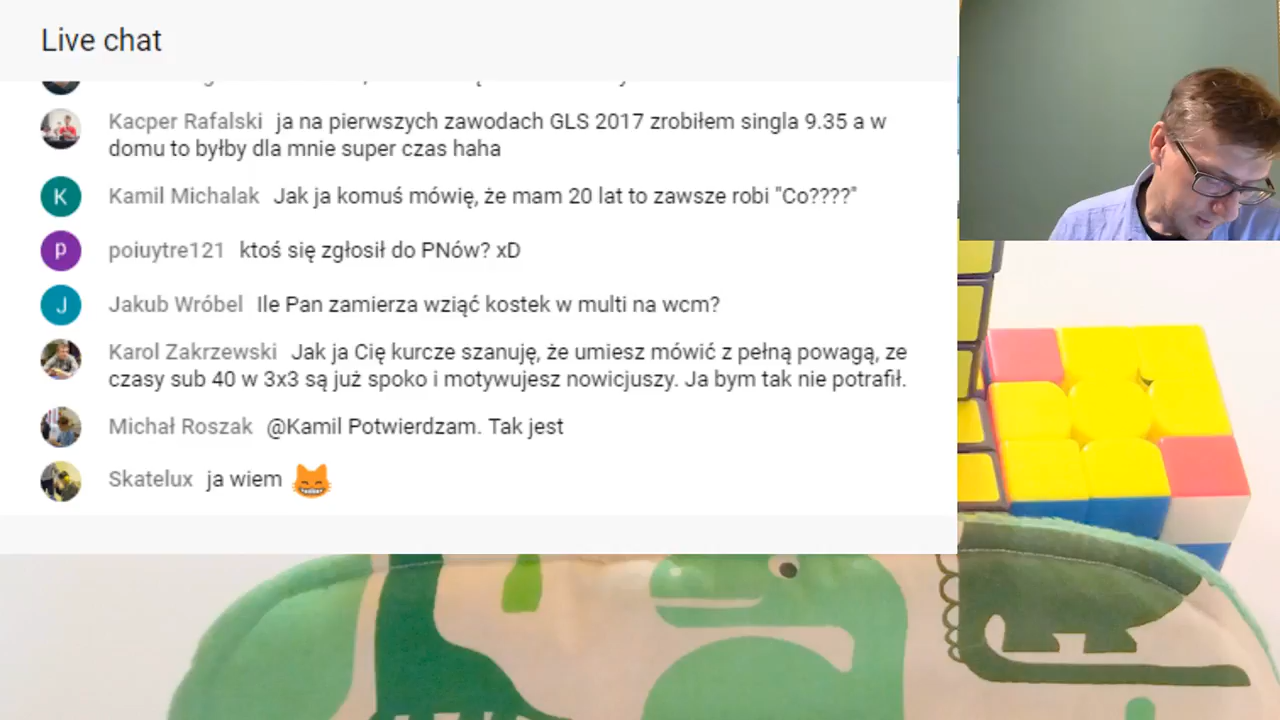 Live chat
Kacper Rafalski ja na pierwszych zawodach GLS 2017 zrobiłem singla 9.35 a w
domu to byłby dla mnie super czas haha
K
Kamil Michalak Jak ja komuś mówię, że mam 20 lat to zawsze robi "Co????"
p
poiuytre121 ktoś się zgłosił do PNów? xD
J
Jakub Wróbel Ile Pan zamierza wziąć kostek w multi na wcm?
Karol Zakrzewski Jak ja Cię kurcze szanuję, że umiesz mówić z pełną powagą, ze
czasy sub 40 w 3x3 są już spoko i motywujesz nowicjuszy. Ja bym tak nie potrafił.
Michał Roszak @Kamil Potwierdzam. Tak jest
Skatelux ja wiem